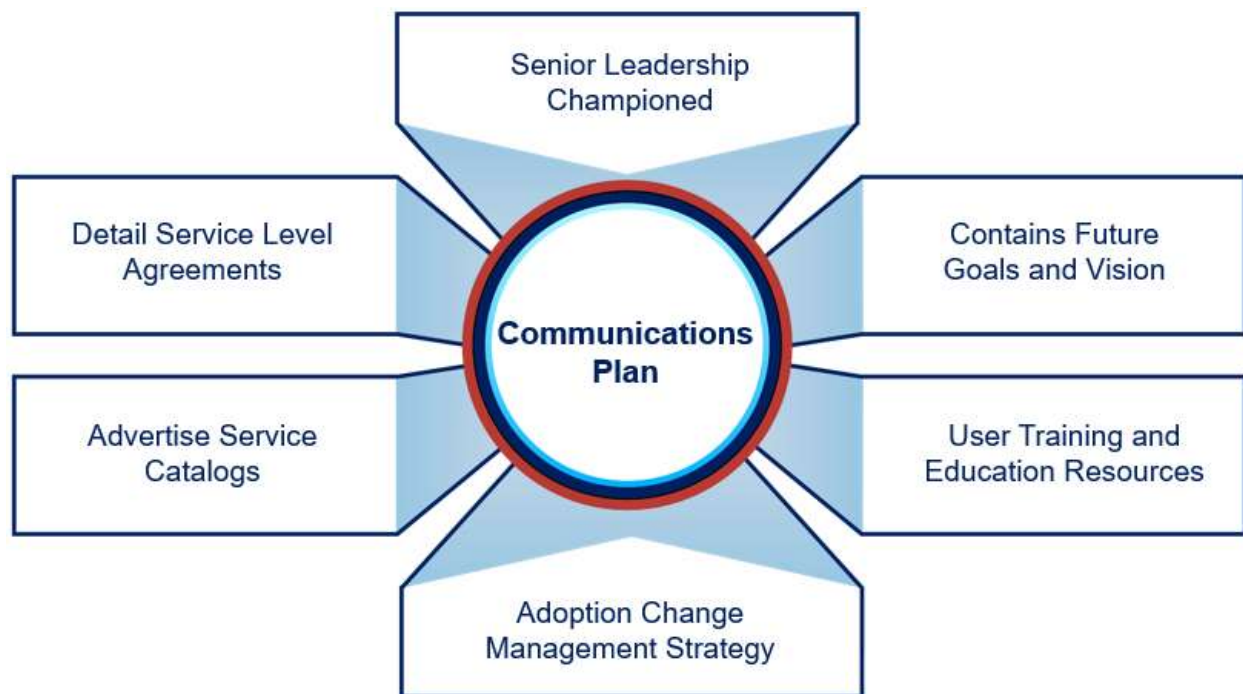 Senior Leadership
Championed
Detail Service Level
Agreements
Contains Future
Goals and Vision
Communications
Plan
Advertise Service
Catalogs
User Training and
Education Resources
Adoption Change
Management Strategy